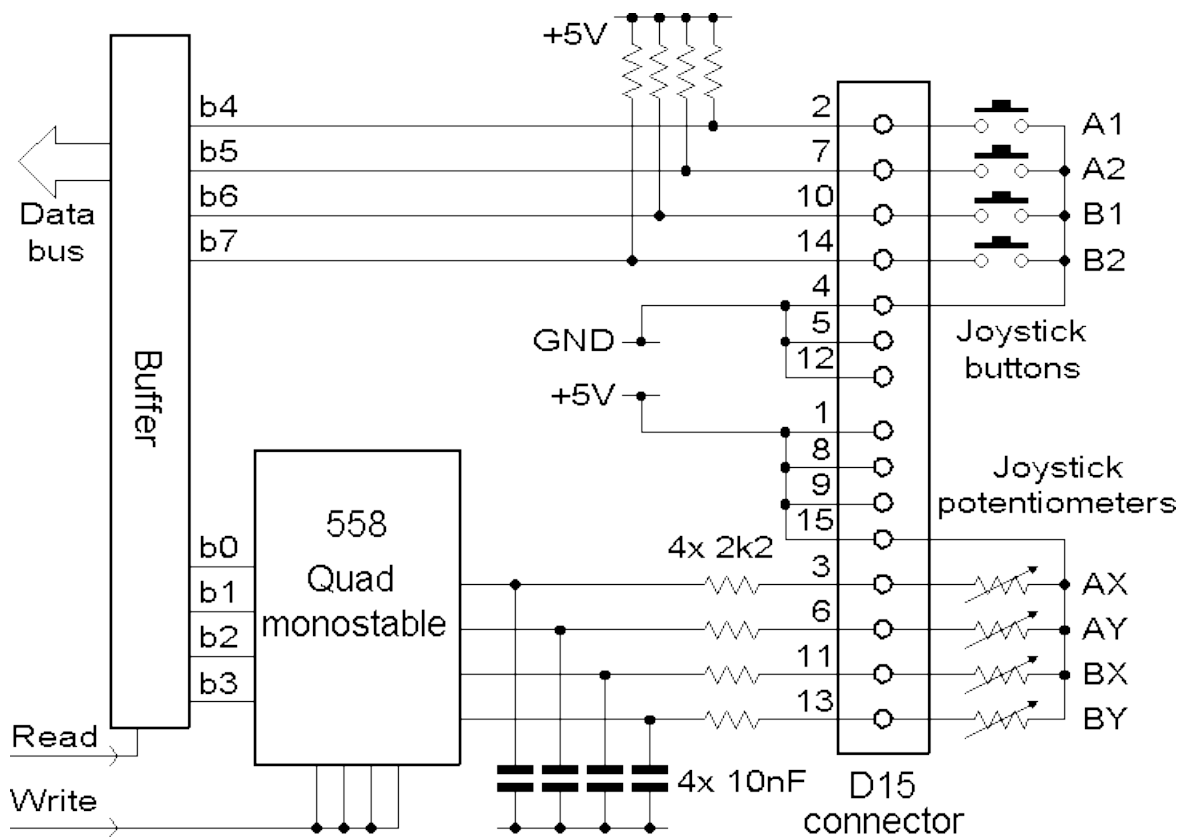 +5V
b4
2
A1
b5
7
A2
Data
bus
b6
10
B1
b7
14
B2
4
GND
5
12
Joystick
buttons
Buffer
+5V
1
8
9
15
Joystick
potentiometers
558
Quad
monostable
b0
b1
b2
b3
4x 2k2
3
AX
6
AY
11
BX
13
BY
Read
Write
4x 10nF
D15
connector